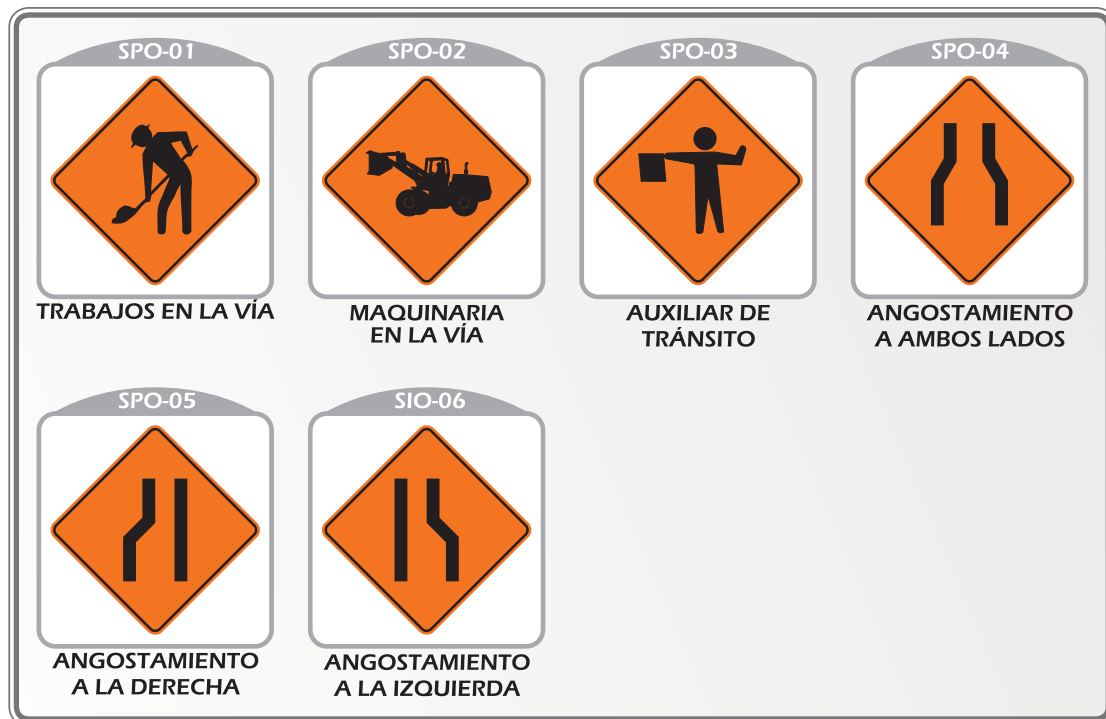 SPO-01
SPO-02
SPO-03
SPO-04
TRABAJOS EN LA VÍA
MAQUINARIA
EN LA VÍA
AUXILIAR DE
TRÁNSITO
ANGOSTAMIENTO
A AMBOS LADOS
SPO-05
SIO-06
ANGOSTAMIENTO
A LA DERECHA
ANGOSTAMIENTO
A LA IZQUIERDA